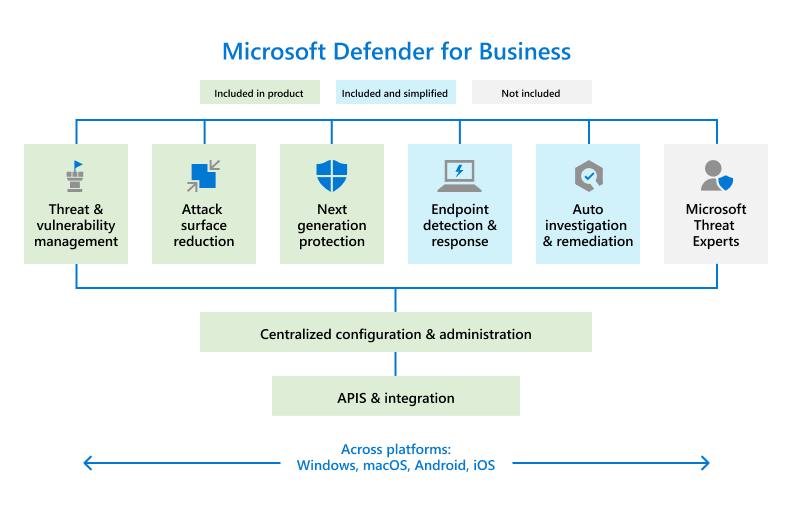 Microsoft Defender for Business
Included in product
Included and simplified
Not included
Threat &
vulnerability
management
Attack
surface
reduction
Next
generation
protection
Endpoint
detection &
response
Auto
investigation
& remediation
Microsoft
Threat
Experts
Centralized configuration & administration
APIS & integration
Across platforms:
Windows, macOS, Android, iOS